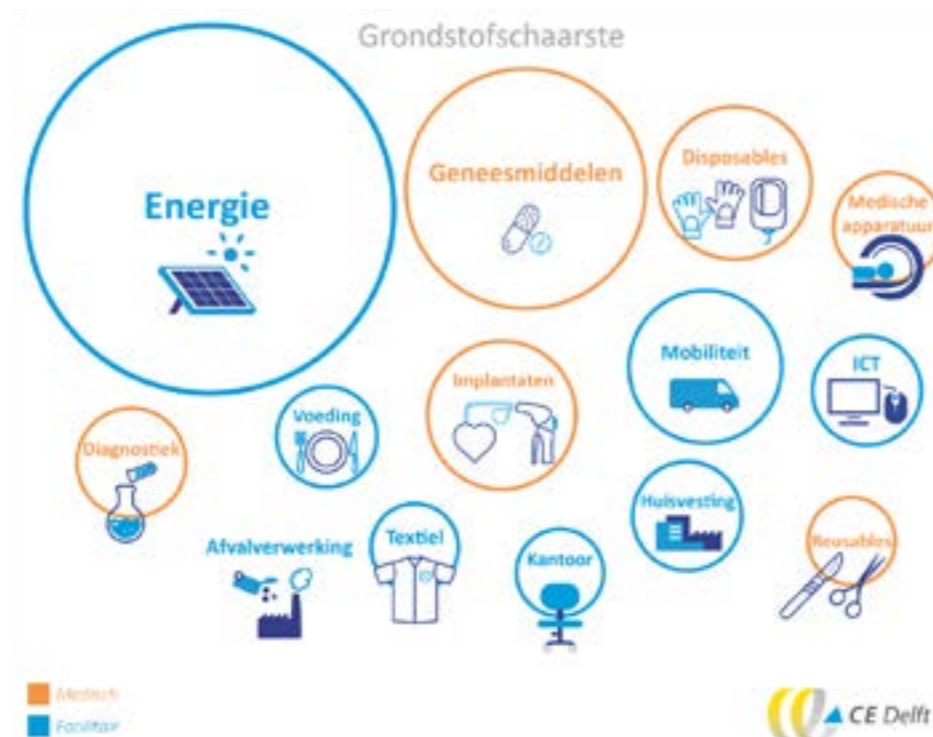 Grondstofschaarste
Energie
Geneesmiddelen
Disposables
Medische
apparatuur
Mobiliteit
ICT
Implantaten
Voeding
Diagnostiek
Huisvesting
Reusables
Textiel
Afvalverwerking
Kantoor
Medisch
Facilitair
CE Delft